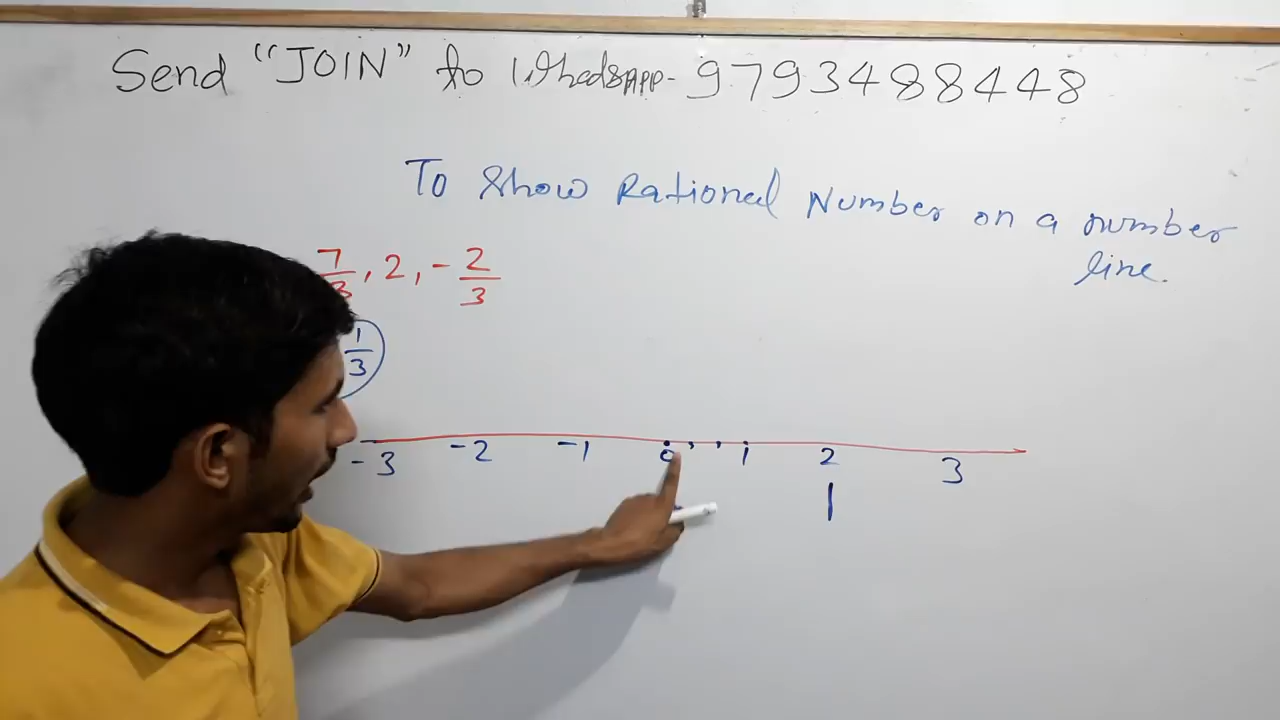 Send "JOIN" to Whatsapp- 9793488448
To Show Rational Number on a number
line.
7/3, 2, -2/3
1/3
-3 -2 -1 0 1 2 3